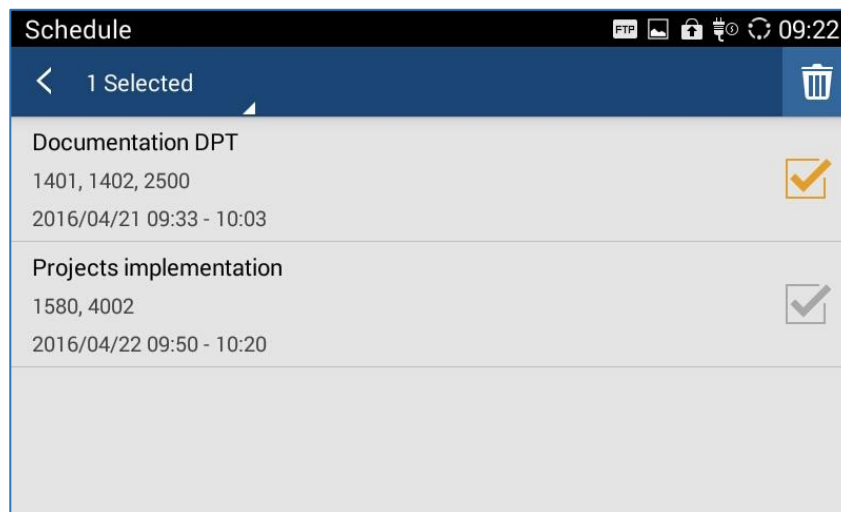 Schedule
FTP
09:22
1 Selected
Documentation DPT
1401, 1402, 2500
2016/04/21 09:33 - 10:03
Projects implementation
1580, 4002
2016/04/22 09:50 - 10:20